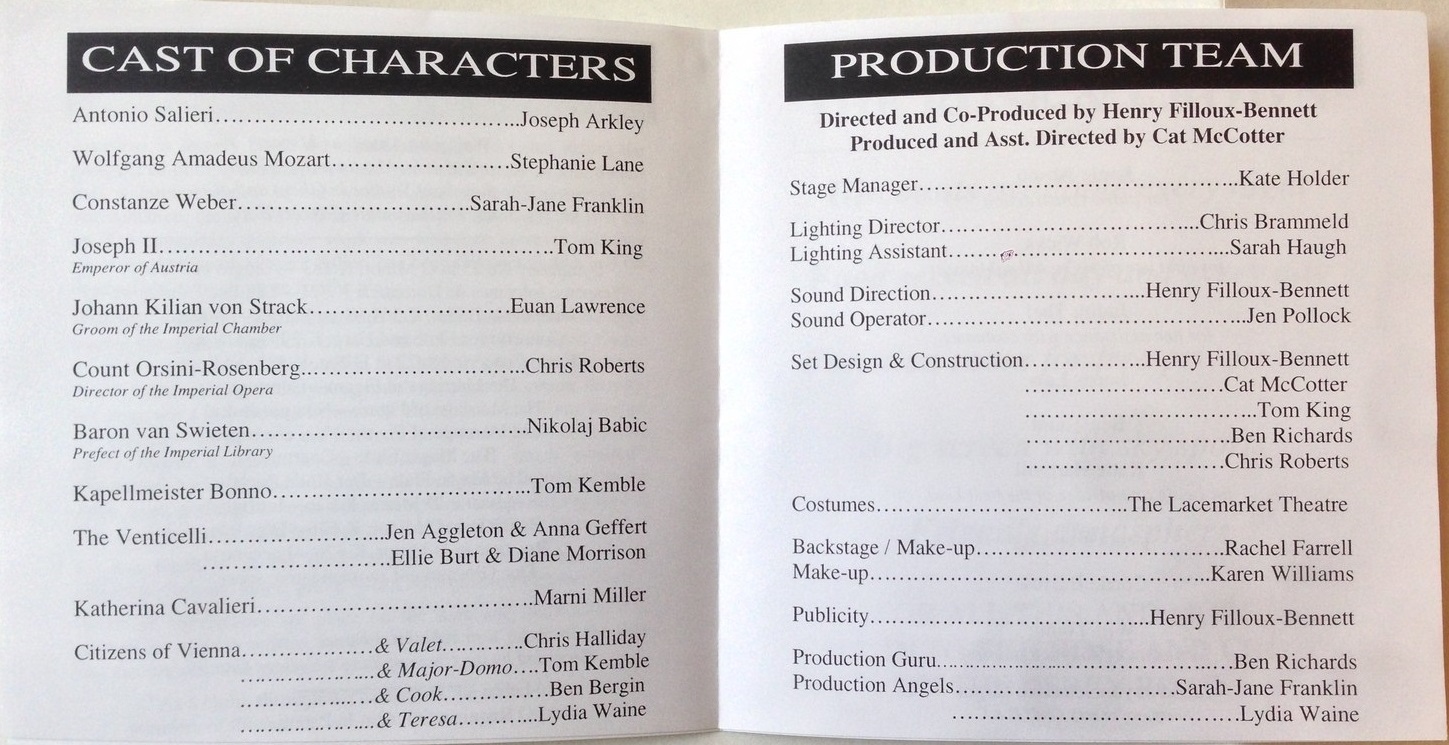 CAST OF CHARACTERS
Antonio Salieri..........................................Joseph Arkley
Wolfgang Amadeus Mozart........................Stephanie Lane
Constanze Weber................................Sarah-Jane Franklin
Joseph II......................................................Tom King
Emperor of Austria
Johann Kilian von Strack...........................Euan Lawrence
Groom of the Imperial Chamber
Count Orsini-Rosenberg..............................Chris Roberts
Director of the Imperial Opera
Baron van Swieten.....................................Nikolaj Babic
Prefect of the Imperial Library
Kapellmeister Bonno...................................Tom Kemble
The Venticelli.......................Jen Aggleton & Anna Geffert
.........................Ellie Burt & Diane Morrison
Katherina Cavalieri.....................................Marni Miller
Citizens of Vienna..................& Valet............Chris Halliday
...................& Major-Domo....Tom Kemble
...................& Cook...............Ben Bergin
...................& Teresa...........Lydia Waine
PRODUCTION TEAM
Directed and Co-Produced by Henry Filloux-Bennett
Produced and Asst. Directed by Cat McCotter
Stage Manager...........................................Kate Holder
Lighting Director...................................Chris Brammeld
Lighting Assistant.....................................Sarah Haugh
Sound Direction............................Henry Filloux-Bennett
Sound Operator...........................................Jen Pollock
Set Design & Construction................Henry Filloux-Bennett
...........................Cat McCotter
................................Tom King
............................Ben Richards
...........................Chris Roberts
Costumes..................................The Lacemarket Theatre
Backstage / Make-up.................................Rachel Farrell
Make-up..............................................Karen Williams
Publicity.....................................Henry Filloux-Bennett
Production Guru........................................Ben Richards
Production Angels............................Sarah-Jane Franklin
.......................................Lydia Waine